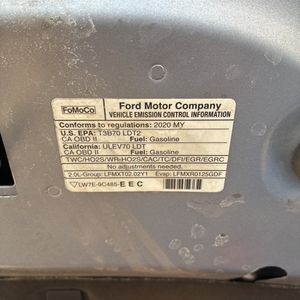 FoMoCo
Ford Motor Company
VEHICLE EMISSION CONTROL INFORMATION
Conforms to regulations: 2020 MY
U.S. EPA: T3B70 LDT2
CA OBD II Fuel: Gasoline
California: ULEV70 LDT
CA OBD II Fuel: Gasoline
TWC/HO2S/WR-HO2S/CAC/TC/DFI/EGR/EGRC
No adjustments needed.
2.0L-Group: LFMXT02.02Y1 Evap: LFMXR0125GDF
LW7E-9C485-EEC